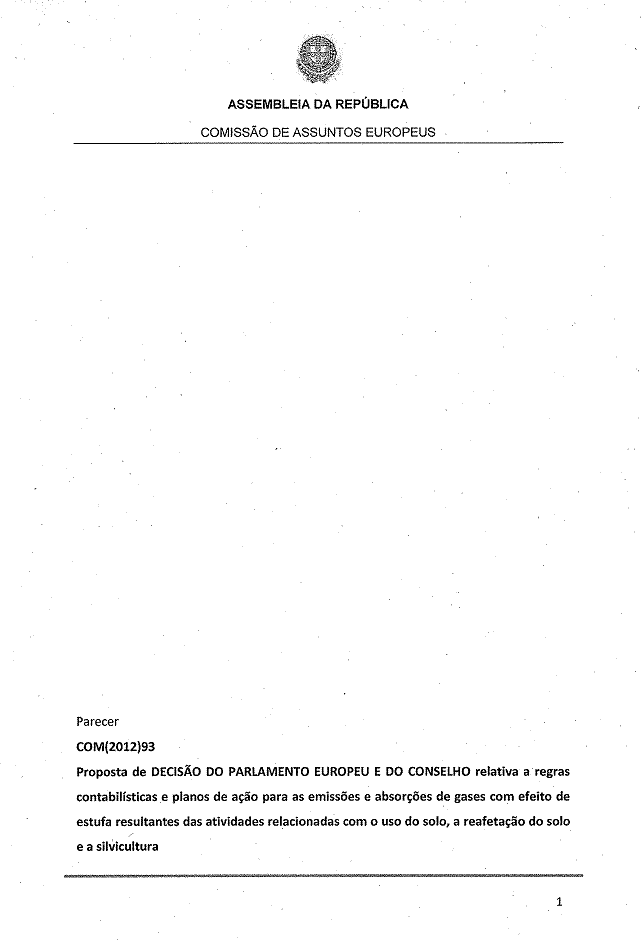 ASSEMBLEIA DA REPÚBLICA
COMISSÃO DE ASSUNTOS EUROPEUS
Parecer
COM(2012)93
Proposta de DECISÃO DO PARLAMENTO EUROPEU E DO CONSELHO relativa a regras
contabilísticas e planos de ação para as emissões e absorções de gases com efeito de
estufa resultantes das atividades relacionadas com o uso do solo, a reafetação do solo
e a silvicultura
1